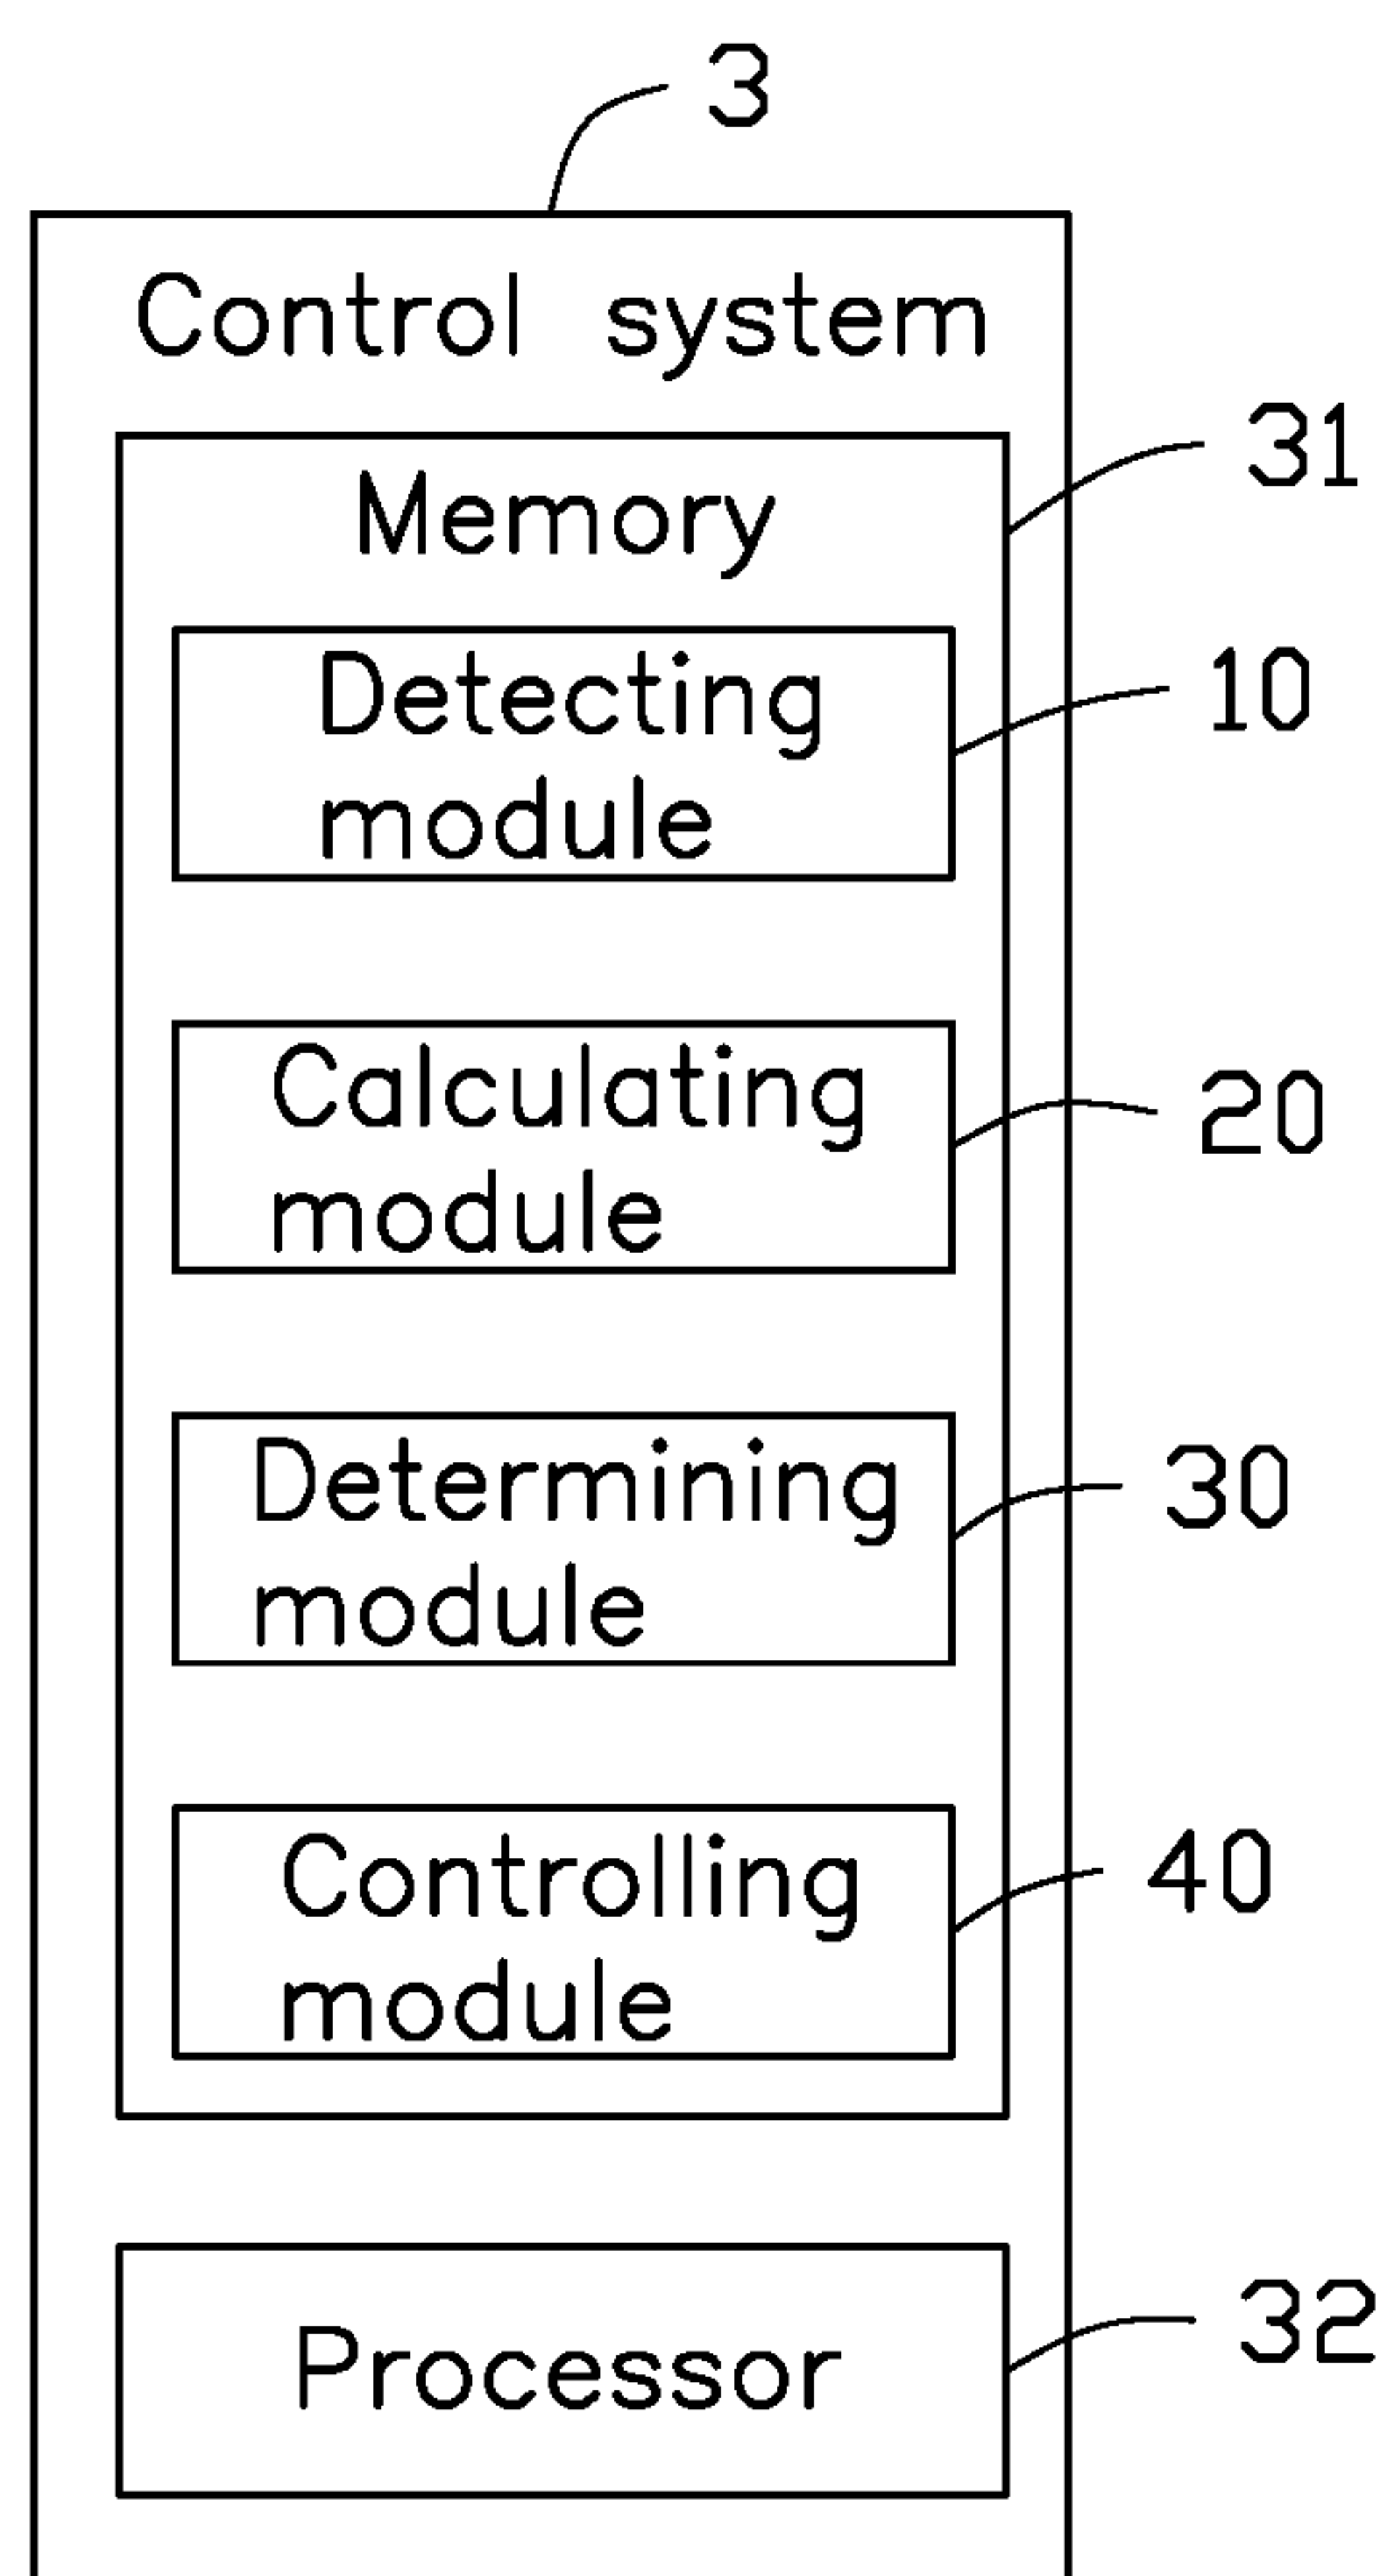 3
Control system
31
Memory
10
Detecting
module
20
Calculating
module
30
Determining
module
40
Controlling
module
32
Processor